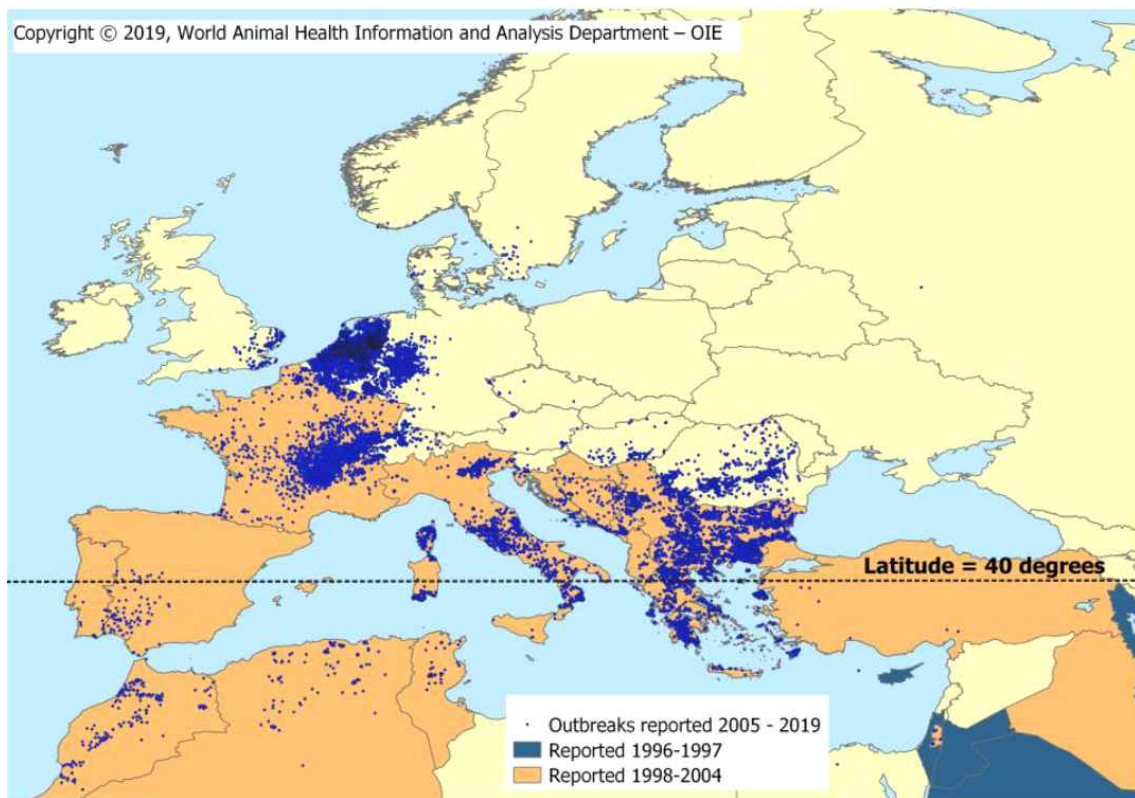 Copyright © 2019, World Animal Health Information and Analysis Department – OIE
Latitude = 40 degrees
Outbreaks reported 2005 - 2019
Reported 1996-1997
Reported 1998-2004